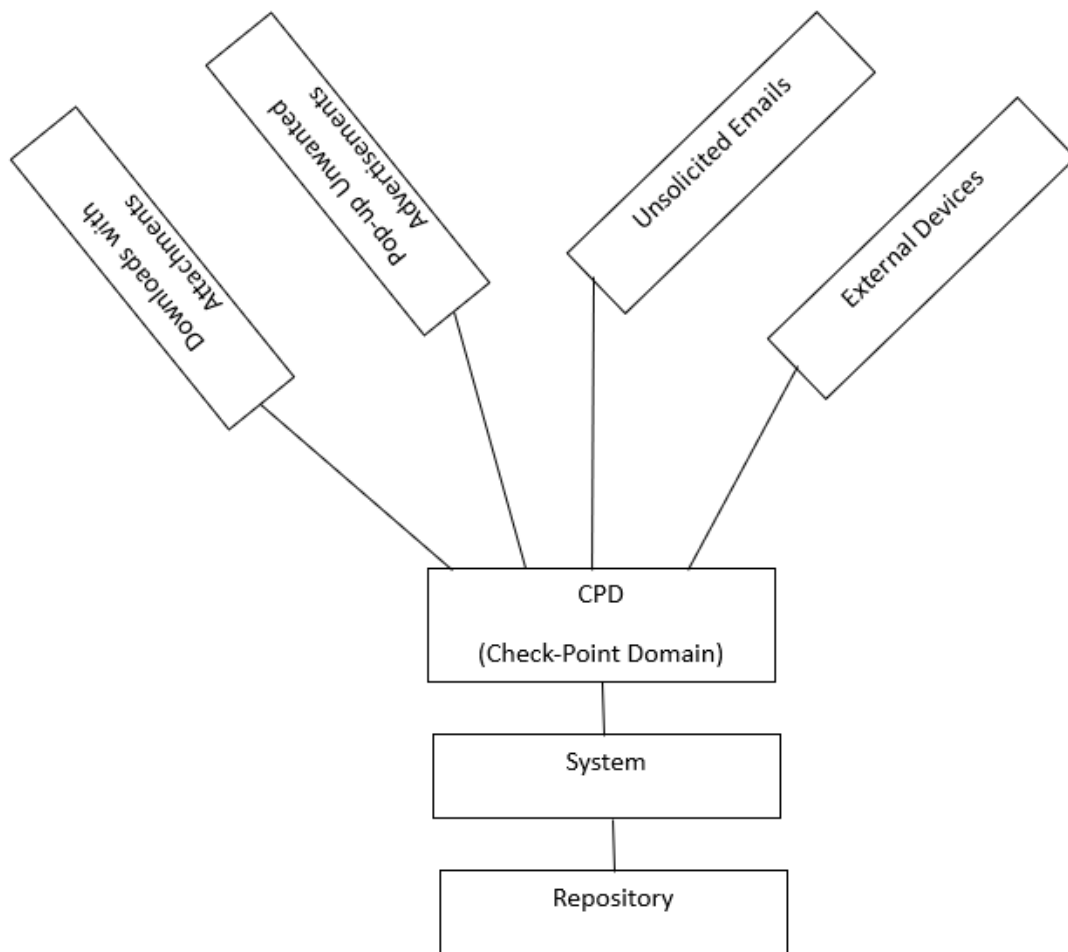 Downloads with
Attachments
Pop-up Unwanted
Advertisements
Unsolicited Emails
External Devices
CPD
(Check-Point Domain)
System
Repository